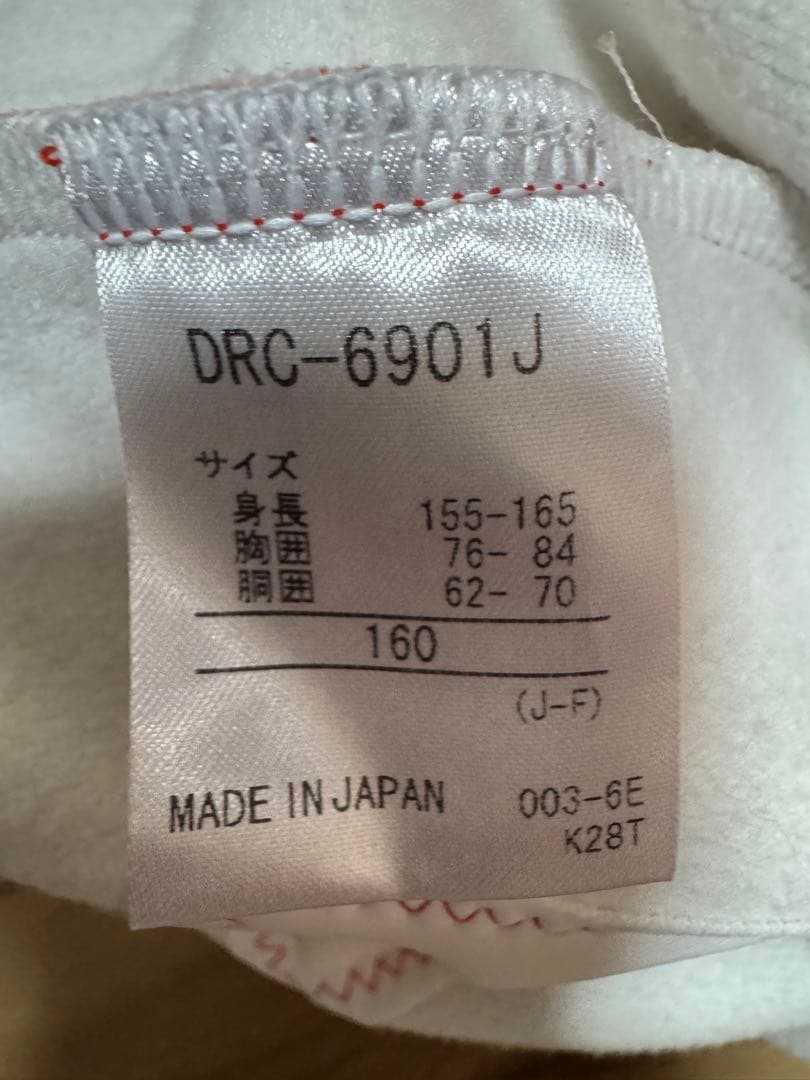 DRC-6901J
サイズ
身長 155-165
胸囲 76- 84
胴囲 62- 70
160
(J-F)
MADE IN JAPAN 003-6E
K28T